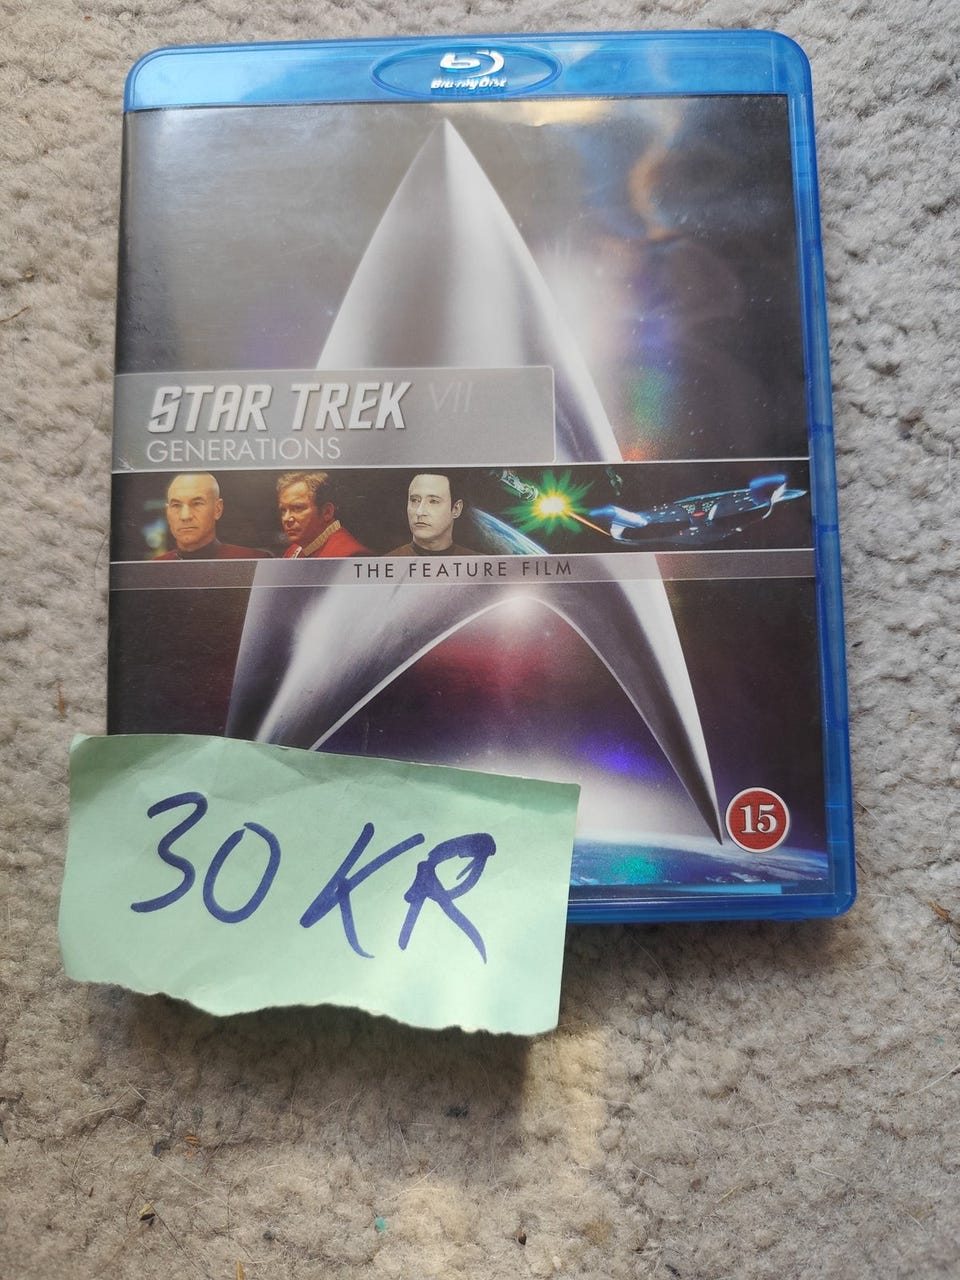 Blu-ray Disc
STAR TREK VII
GENERATIONS
THE FEATURE FILM
15
30 KR